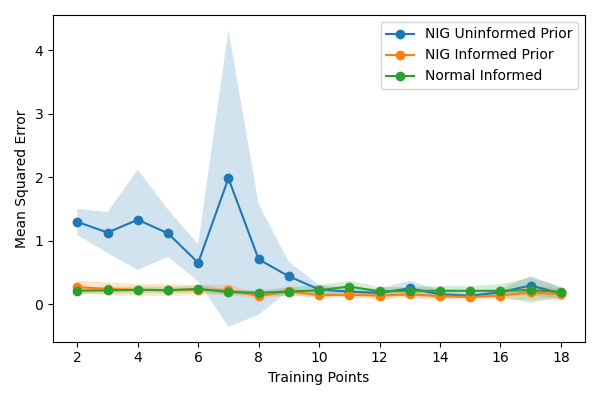 NIG Uninformed Prior
NIG Informed Prior
Normal Informed
Mean Squared Error
4
3
2
1
0
2 4 6 8 10 12 14 16 18
Training Points